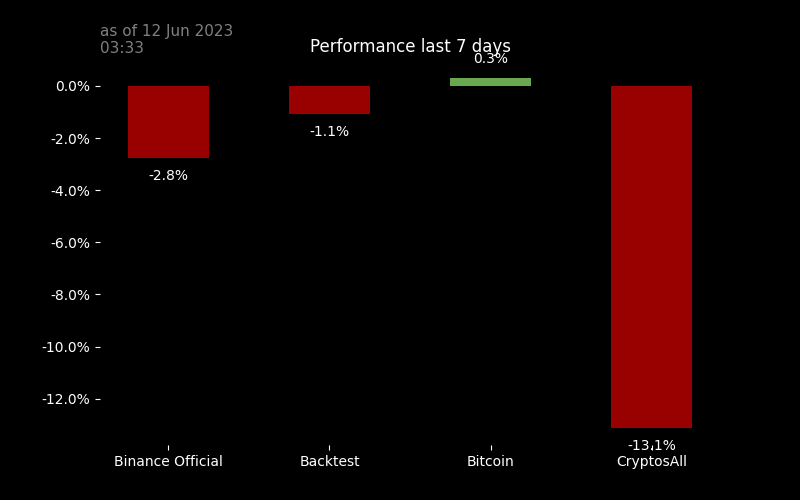 as of 12 Jun 2023
03:33
Performance last 7 days
0.3%
0.0%
-2.0%
-1.1%
-2.8%
-4.0%
-6.0%
-8.0%
-10.0%
-12.0%
-13.1%
Binance Official
Backtest
Bitcoin
CryptosAll